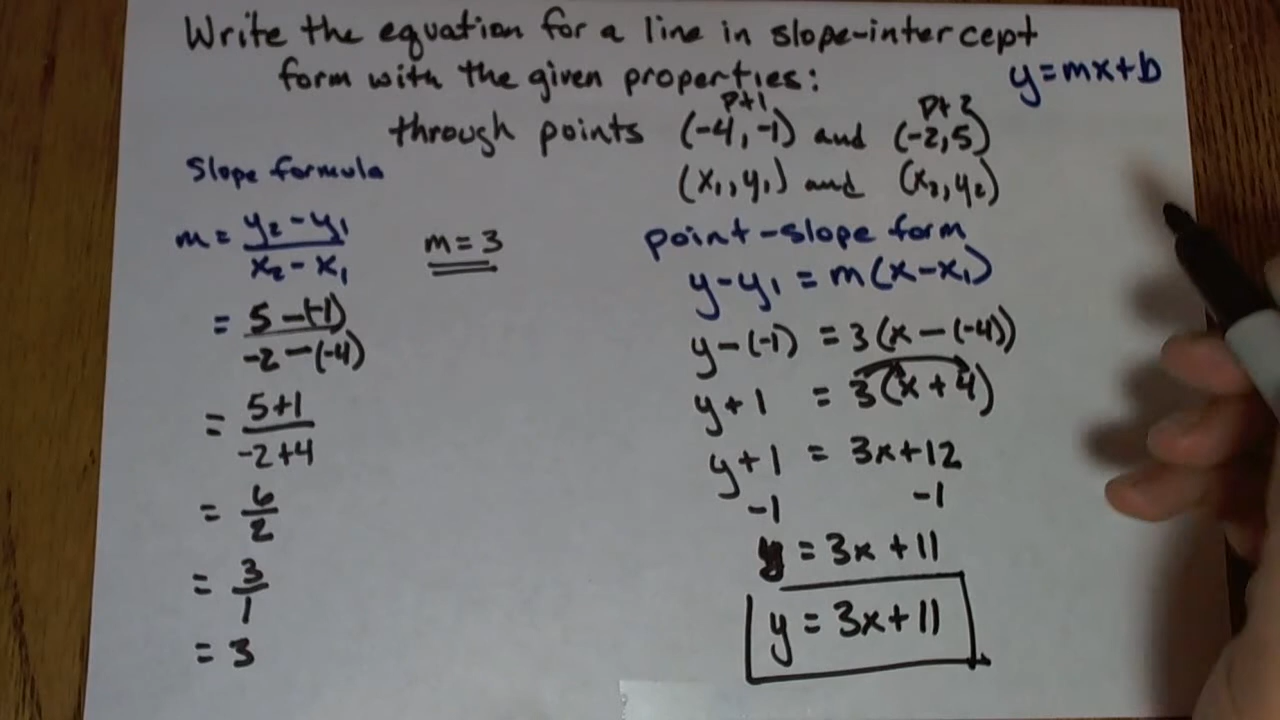 Write the equation for a line in slope-intercept
form with the given properties:
y=mx+b
pt 1 pt 2
through points (-4,-1) and (-2,5)
(x₁,y₁) and (x₂,y₂)
Slope formula
m = y₂-y₁ / x₂-x₁
= 5-(-1) / -2-(-4)
= 5+1 / -2+4
= 6/2
= 3/1
= 3
m=3
point-slope form
y-y₁ = m(x-x₁)
y-(-1) = 3(x-(-4))
y+1 = 3(x+4)
y+1 = 3x+12
-1 -1
y = 3x+11
y = 3x+11